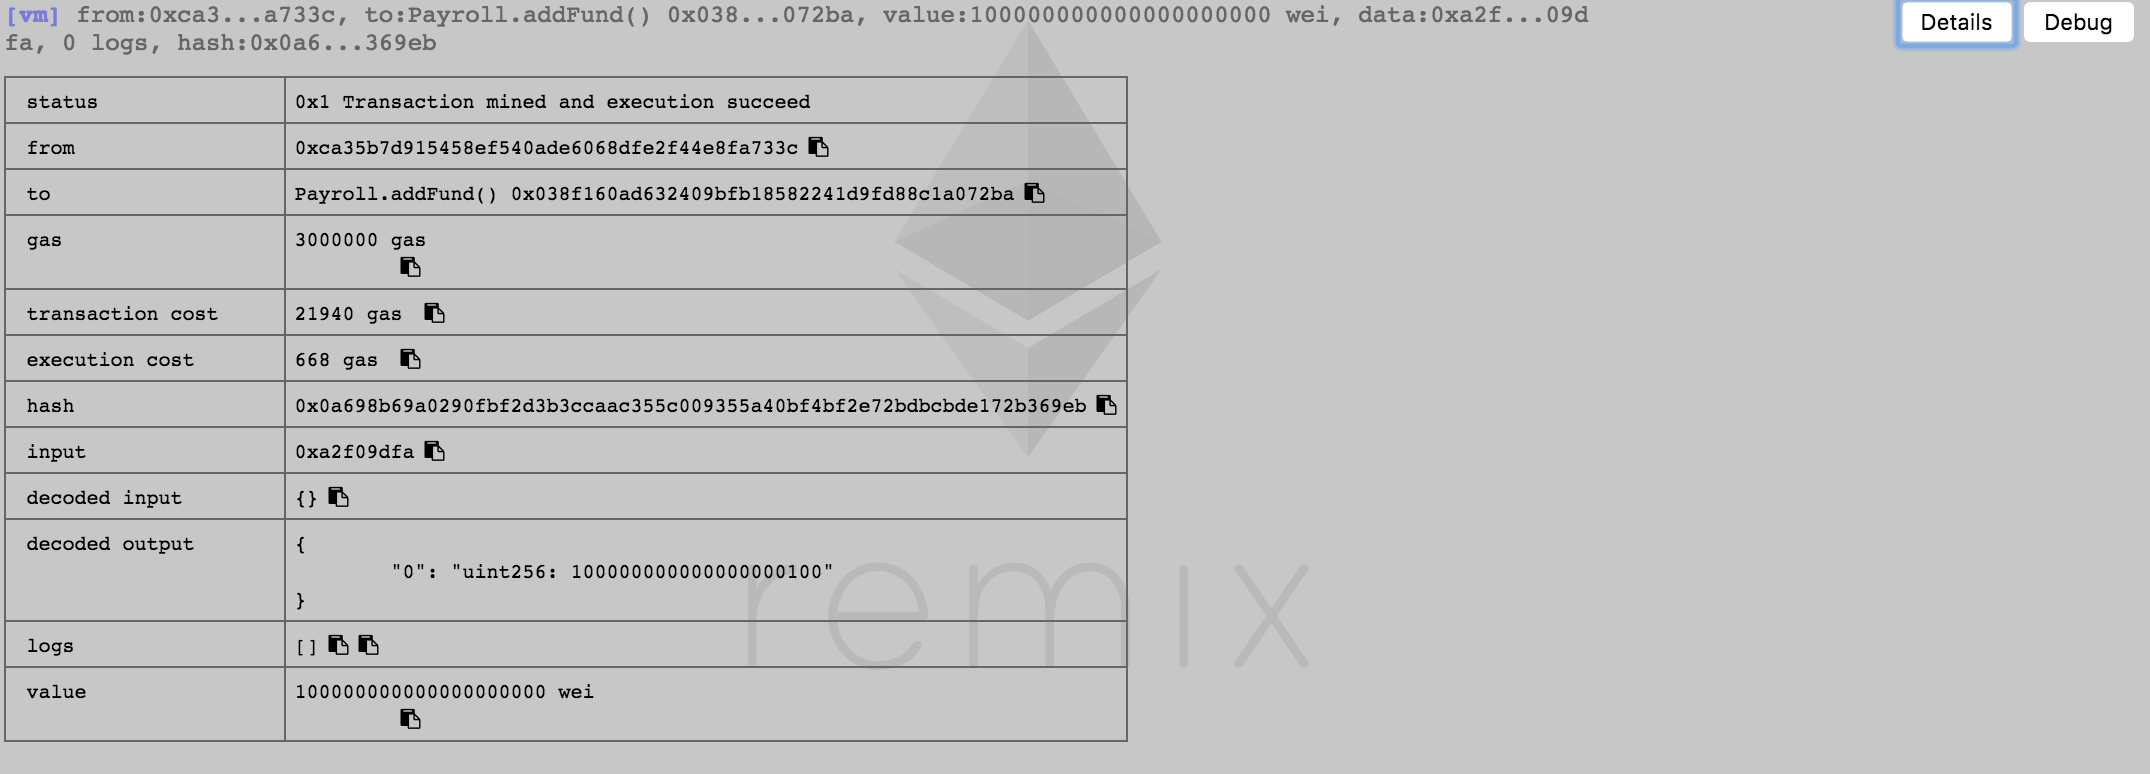 [vm] from:0xca3...a733c, to:Payroll.addFund() 0x038...072ba, value:100000000000000000000 wei, data:0xa2f...09d
fa, 0 logs, hash:0x0a6...369eb
Details Debug
status 0x1 Transaction mined and execution succeed
from 0xca35b7d915458ef540ade6068dfe2f44e8fa733c
to Payroll.addFund() 0x038f160ad632409bfb18582241d9fd88c1a072ba
gas 3000000 gas
transaction cost 21940 gas
execution cost 668 gas
hash 0x0a698b69a0290fbf2d3b3ccaac355c009355a40bf4bf2e72bdbcbde172b369eb
input 0xa2f09dfa
decoded input {}
decoded output {
"0": "uint256: 100000000000000000100"
}
remix
logs []
value 100000000000000000000 wei